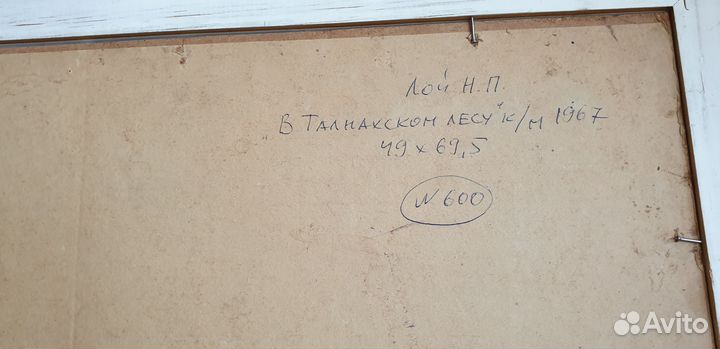 Лой Н.П.
„В Талнахском лесу" к/м 1967
49 x 69,5
N 600
Avito